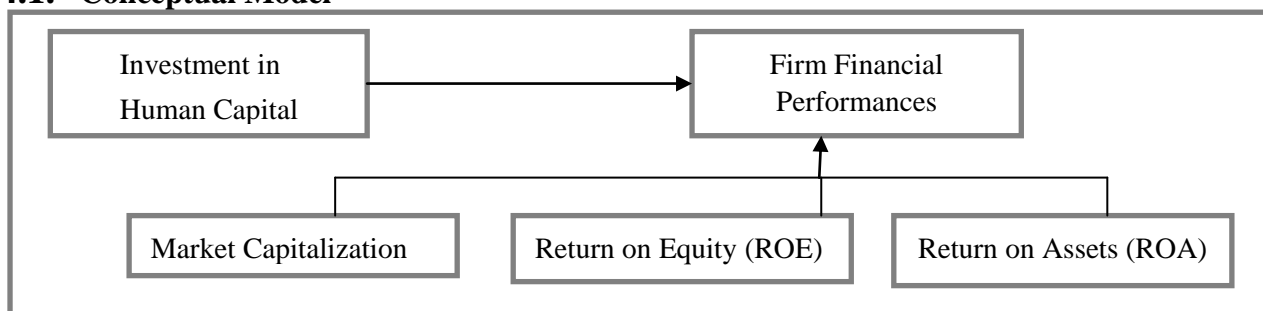 4.1. Conceptual Model
Investment in
Human Capital
Firm Financial
Performances
Market Capitalization
Return on Equity (ROE)
Return on Assets (ROA)